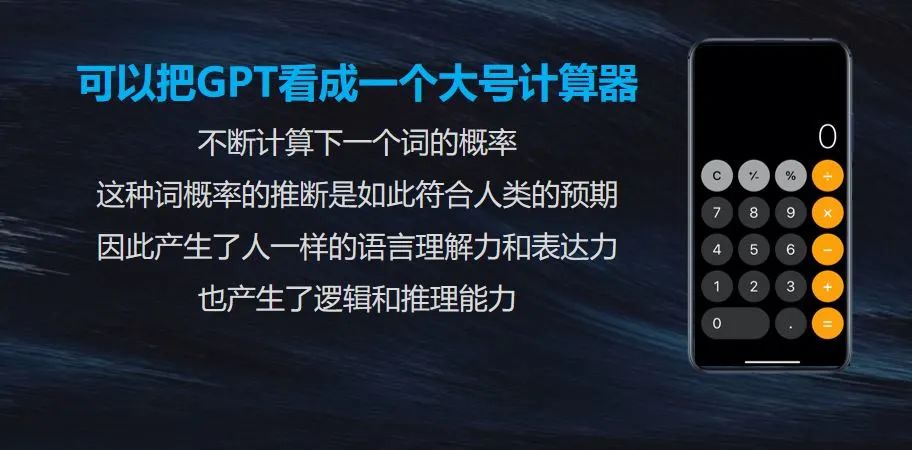 可以把GPT看成一个大号计算器
不断计算下一个词的概率
这种词概率的推断是如此符合人类的预期
因此产生了人一样的语言理解力和表达力
也产生了逻辑和推理能力
0
C +/- % ÷
7 8 9 ×
4 5 6 −
1 2 3 +
0 . =